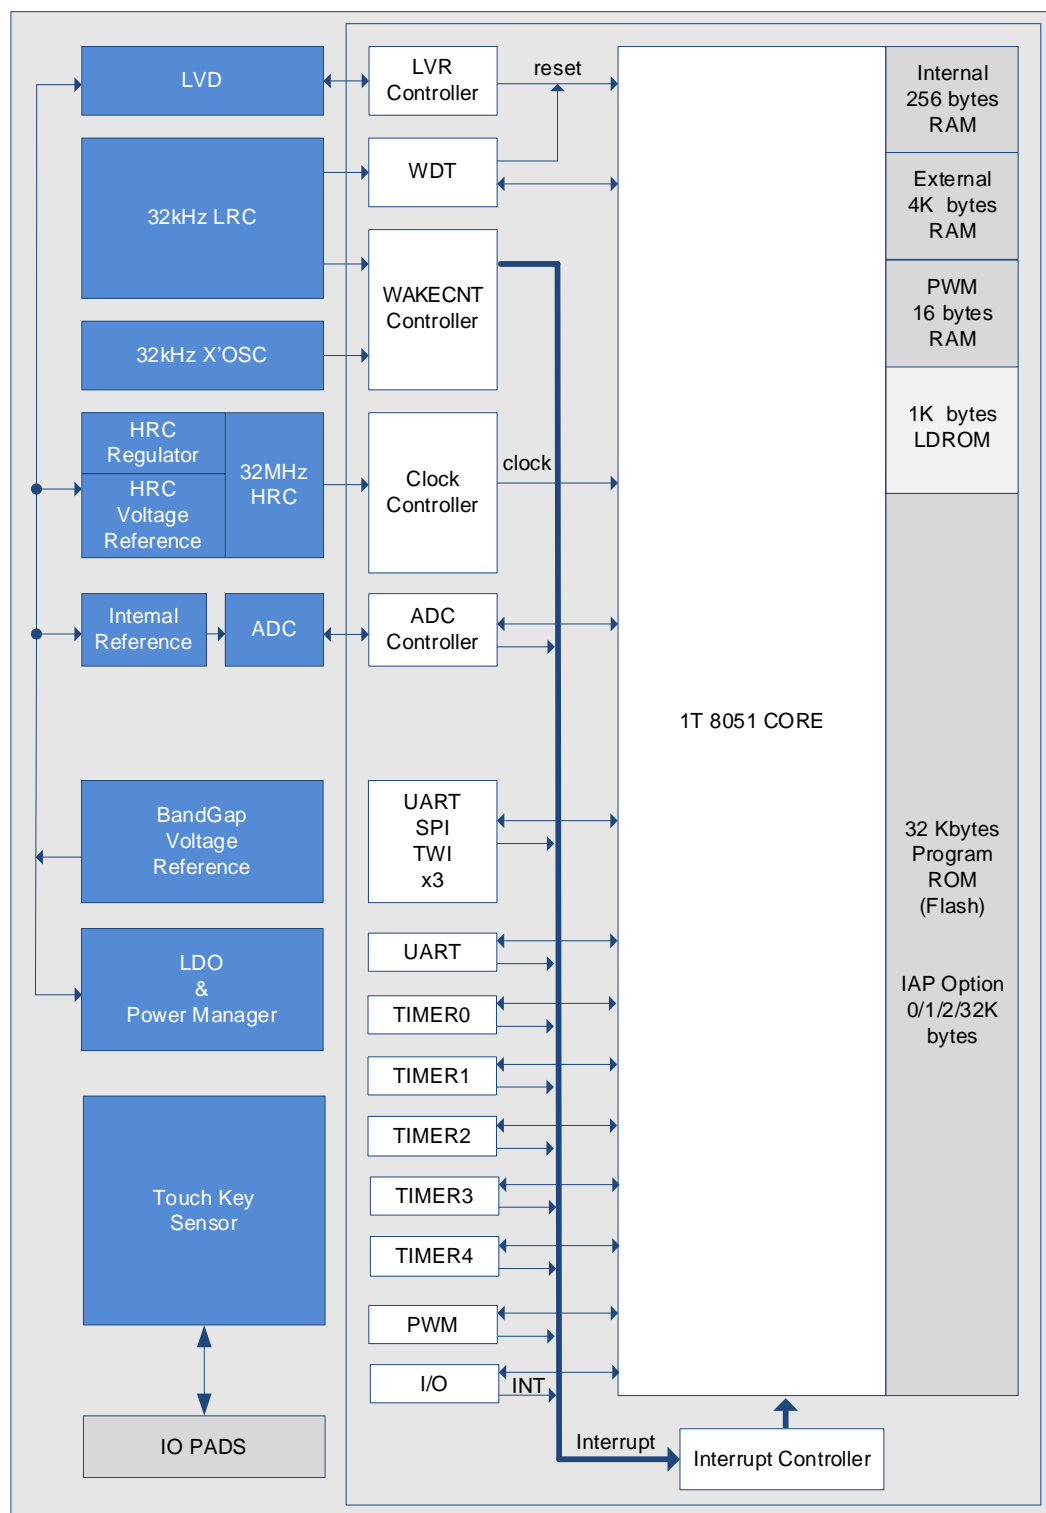 LVD
LVR
Controller
reset
Internal
256 bytes
RAM
32kHz LRC
WDT
External
4K bytes
RAM
WAKECNT
Controller
PWM
16 bytes
RAM
32kHz X'OSC
1K bytes
LDROM
HRC
Regulator
HRC
Voltage
Reference
32MHz
HRC
Clock
Controller
clock
Internal
Reference
ADC
ADC
Controller
1T 8051 CORE
BandGap
Voltage
Reference
UART
SPI
TWI
x3
32 Kbytes
Program
ROM
(Flash)
IAP Option
0/1/2/32K
bytes
LDO
&
Power Manager
UART
TIMER0
TIMER1
TIMER2
Touch Key
Sensor
TIMER3
TIMER4
PWM
I/O
INT
IO PADS
Interrupt
Interrupt Controller